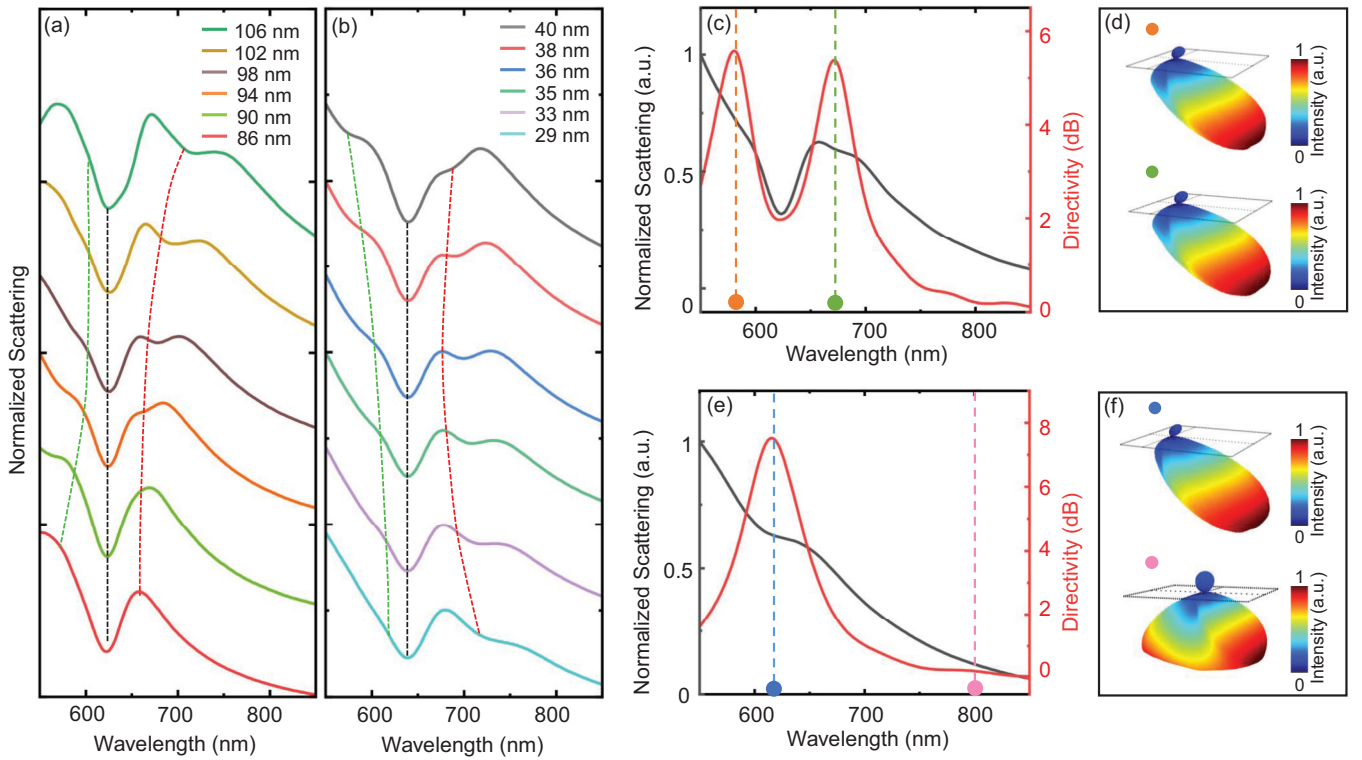 (a)
106 nm
102 nm
98 nm
94 nm
90 nm
86 nm
Normalized Scattering
600
700
800
Wavelength (nm)
(b)
40 nm
38 nm
36 nm
35 nm
33 nm
29 nm
600
700
800
Wavelength (nm)
(c)
Normalized Scattering (a.u.)
1
0.5
0
6
4
2
0
Directivity (dB)
600
700
800
Wavelength (nm)
(d)
1
0
Intensity (a.u.)
1
0
Intensity (a.u.)
(e)
Normalized Scattering (a.u.)
1
0.5
0
8
6
4
2
0
Directivity (dB)
600
700
800
Wavelength (nm)
(f)
1
0
Intensity (a.u.)
1
0
Intensity (a.u.)